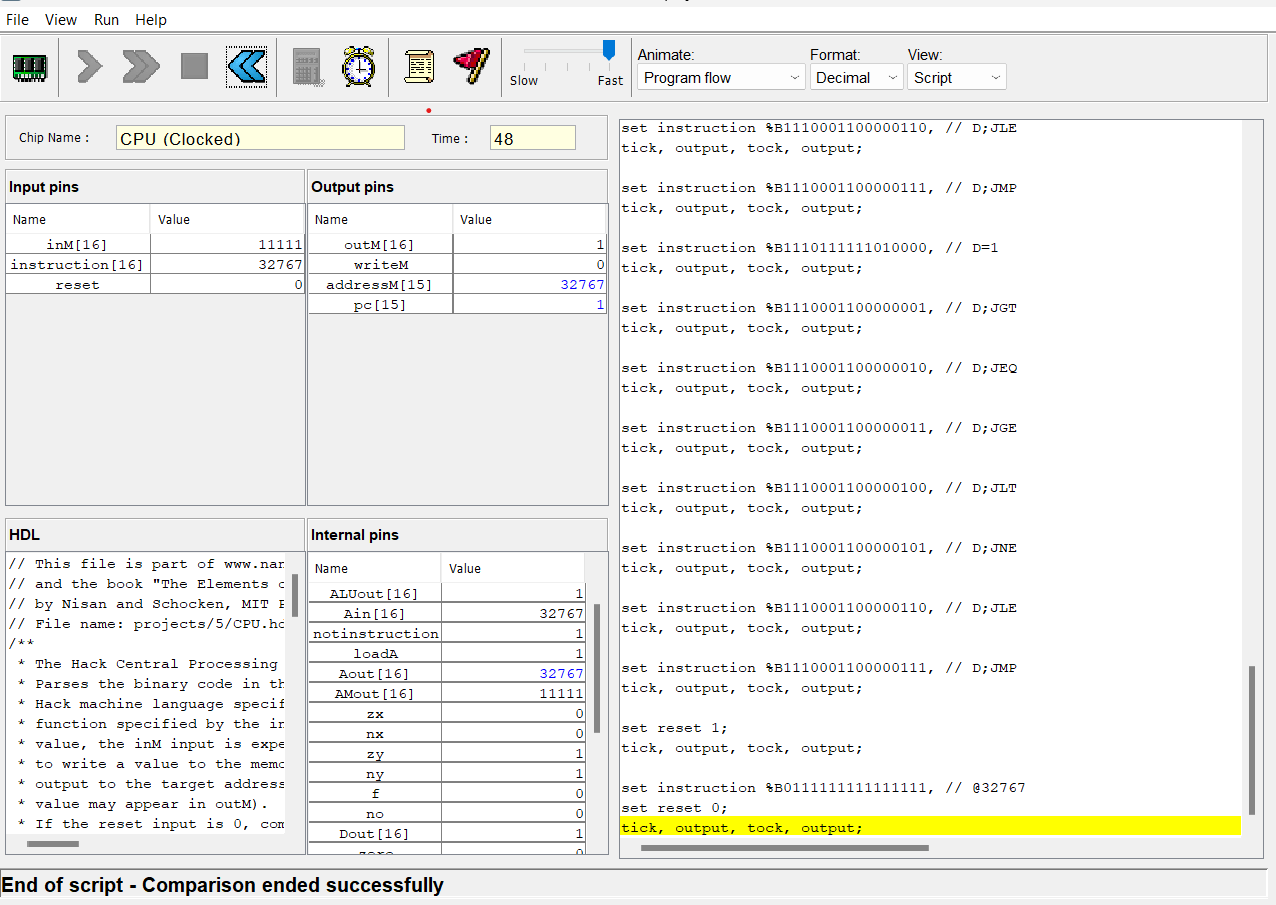 File View Run Help
Slow Fast
Animate: Format: View:
Program flow Decimal Script
Chip Name : CPU (Clocked) Time : 48
Input pins
Name Value
inM[16] 11111
instruction[16] 32767
reset 0
Output pins
Name Value
outM[16] 1
writeM 0
addressM[15] 32767
pc[15] 1
HDL
// This file is part of www.nan
// and the book "The Elements o
// by Nisan and Schocken, MIT P
// File name: projects/5/CPU.hd
/**
* The Hack Central Processing
* Parses the binary code in th
* Hack machine language specif
* function specified by the in
* value, the inM input is expe
* to write a value to the memo
* output to the target address
* value may appear in outM).
* If the reset input is 0, com
Internal pins
Name Value
ALUout[16] 1
Ain[16] 32767
notinstruction 1
loadA 1
Aout[16] 32767
AMout[16] 11111
zx 0
nx 0
zy 1
ny 1
f 0
no 0
Dout[16] 1
zero 0
set instruction %B1110001100000110, // D;JLE
tick, output, tock, output;
set instruction %B1110001100000111, // D;JMP
tick, output, tock, output;
set instruction %B1110111111010000, // D=1
tick, output, tock, output;
set instruction %B1110001100000001, // D;JGT
tick, output, tock, output;
set instruction %B1110001100000010, // D;JEQ
tick, output, tock, output;
set instruction %B1110001100000011, // D;JGE
tick, output, tock, output;
set instruction %B1110001100000100, // D;JLT
tick, output, tock, output;
set instruction %B1110001100000101, // D;JNE
tick, output, tock, output;
set instruction %B1110001100000110, // D;JLE
tick, output, tock, output;
set instruction %B1110001100000111, // D;JMP
tick, output, tock, output;
set reset 1;
tick, output, tock, output;
set instruction %B0111111111111111, // @32767
set reset 0;
tick, output, tock, output;
End of script - Comparison ended successfully